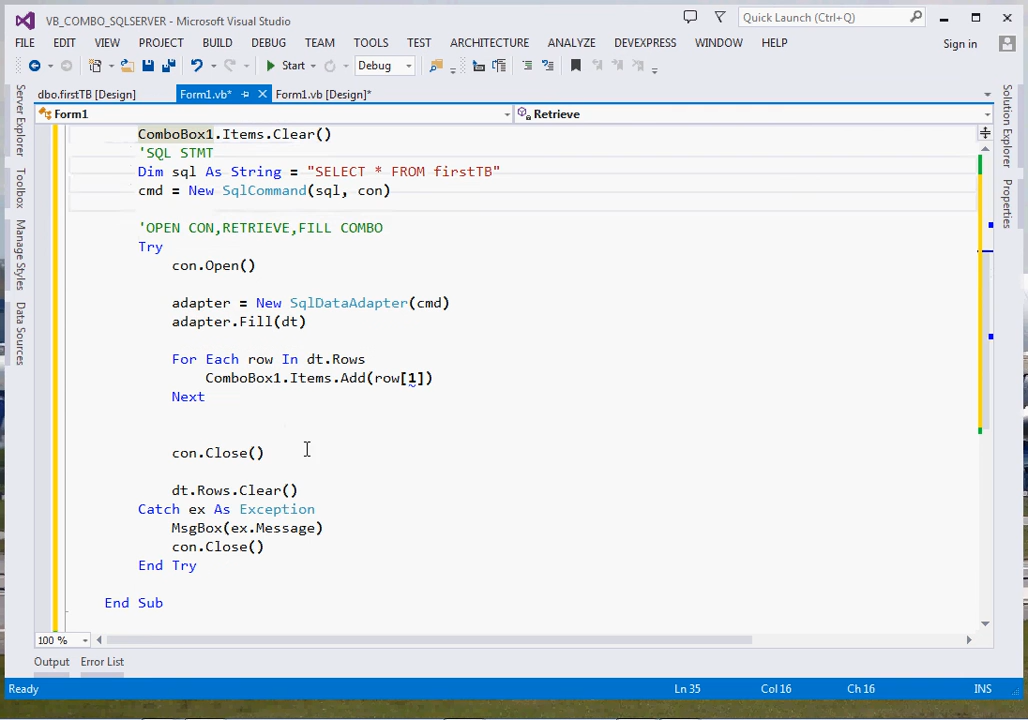 VB_COMBO_SQLSERVER - Microsoft Visual Studio
Quick Launch (Ctrl+Q)
FILE EDIT VIEW PROJECT BUILD DEBUG TEAM TOOLS TEST ARCHITECTURE ANALYZE DEVEXPRESS WINDOW HELP Sign in
Start Debug
dbo.firstTB [Design] Form1.vb* Form1.vb [Design]*
Form1 Retrieve
Server Explorer
Toolbox
Manage Styles
Data Sources
Solution Explorer
Properties
ComboBox1.Items.Clear()
'SQL STMT
Dim sql As String = "SELECT * FROM firstTB"
cmd = New SqlCommand(sql, con)
'OPEN CON,RETRIEVE,FILL COMBO
Try
con.Open()
adapter = New SqlDataAdapter(cmd)
adapter.Fill(dt)
For Each row In dt.Rows
ComboBox1.Items.Add(row[1])
Next
con.Close()
dt.Rows.Clear()
Catch ex As Exception
MsgBox(ex.Message)
con.Close()
End Try
End Sub
100 %
Output Error List
Ready Ln 35 Col 16 Ch 16 INS